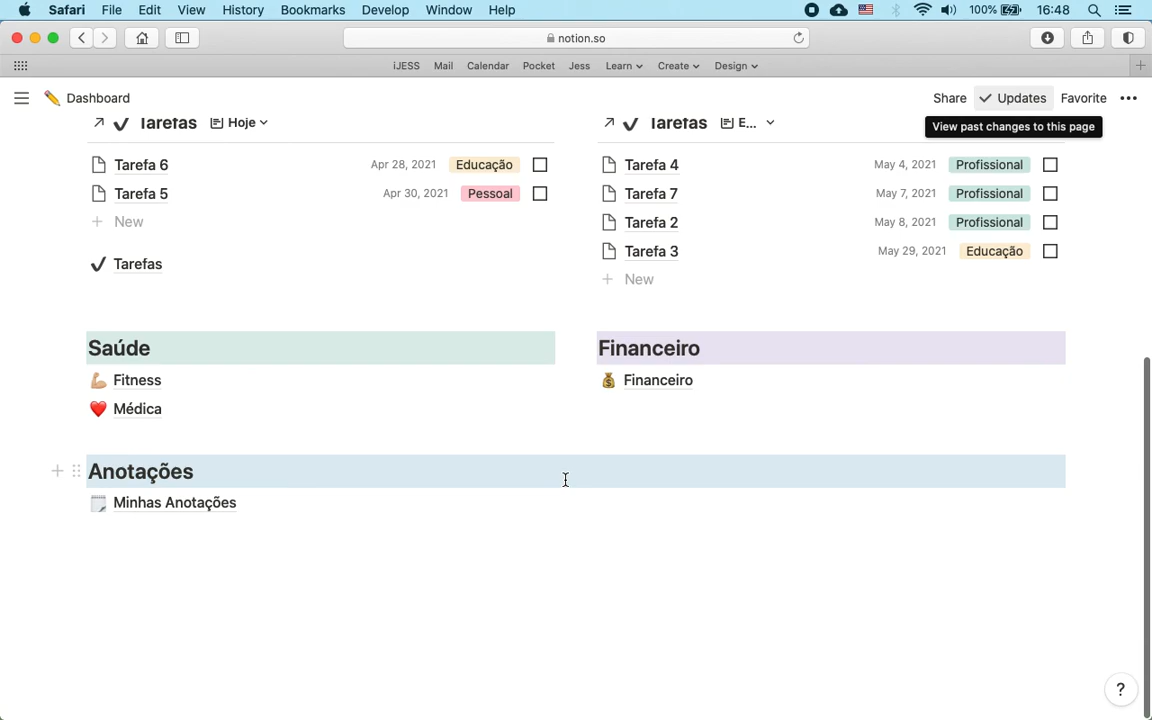 Safari File Edit View History Bookmarks Develop Window Help 100% 16:48
notion.so
iJESS Mail Calendar Pocket Jess Learn Create Design
Dashboard Share Updates Favorite
View past changes to this page
Tarefas Hoje
Tarefa 6 Apr 28, 2021 Educação
Tarefa 5 Apr 30, 2021 Pessoal
+ New
Tarefas
Tarefas E...
Tarefa 4 May 4, 2021 Profissional
Tarefa 7 May 7, 2021 Profissional
Tarefa 2 May 8, 2021 Profissional
Tarefa 3 May 29, 2021 Educação
+ New
Saúde
Fitness
Médica
Financeiro
Financeiro
Anotações
Minhas Anotações
?